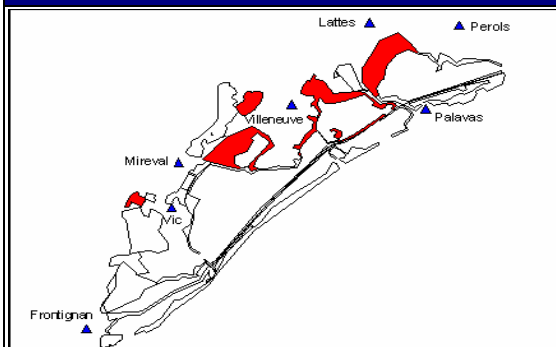 Lattes
Perols
Villeneuve
Palavas
Mireval
Vic
Frontignan